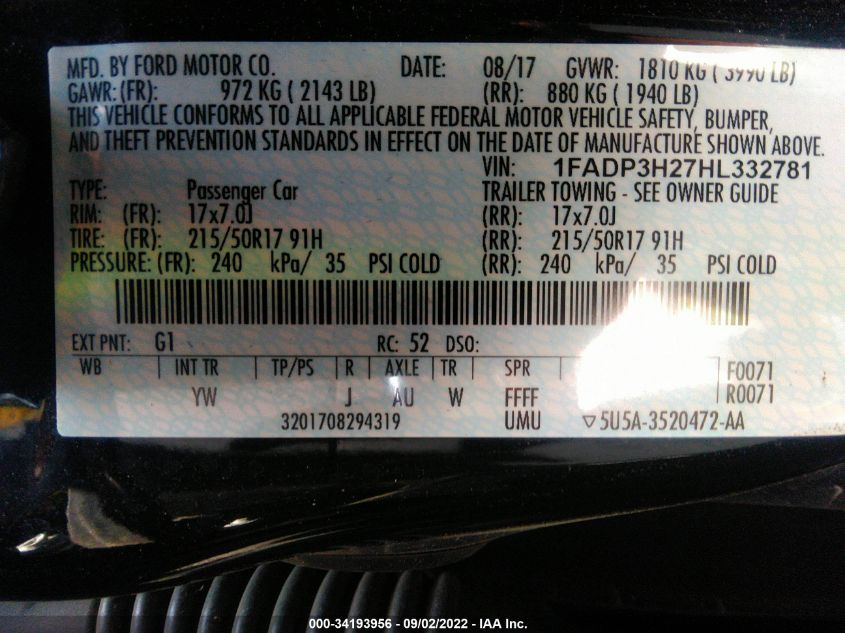 MFD. BY FORD MOTOR CO. DATE: 08/17 GVWR: 1810 KG ( 3990 LB)
GAWR: (FR): 972 KG ( 2143 LB) (RR): 880 KG ( 1940 LB)
THIS VEHICLE CONFORMS TO ALL APPLICABLE FEDERAL MOTOR VEHICLE SAFETY, BUMPER,
AND THEFT PREVENTION STANDARDS IN EFFECT ON THE DATE OF MANUFACTURE SHOWN ABOVE.
VIN: 1FADP3H27HL332781
TYPE: Passenger Car TRAILER TOWING - SEE OWNER GUIDE
RIM: (FR): 17x7.0J (RR): 17x7.0J
TIRE: (FR): 215/50R17 91H (RR): 215/50R17 91H
PRESSURE: (FR): 240 kPa/ 35 PSI COLD (RR): 240 kPa/ 35 PSI COLD
EXT PNT: G1 RC: 52 DSO:
WB INT TR TP/PS R AXLE TR SPR F0071
YW J AU W FFFF R0071
3201708294319 UMU ▽5U5A-3520472-AA
000-34193956 - 09/02/2022 - IAA Inc.